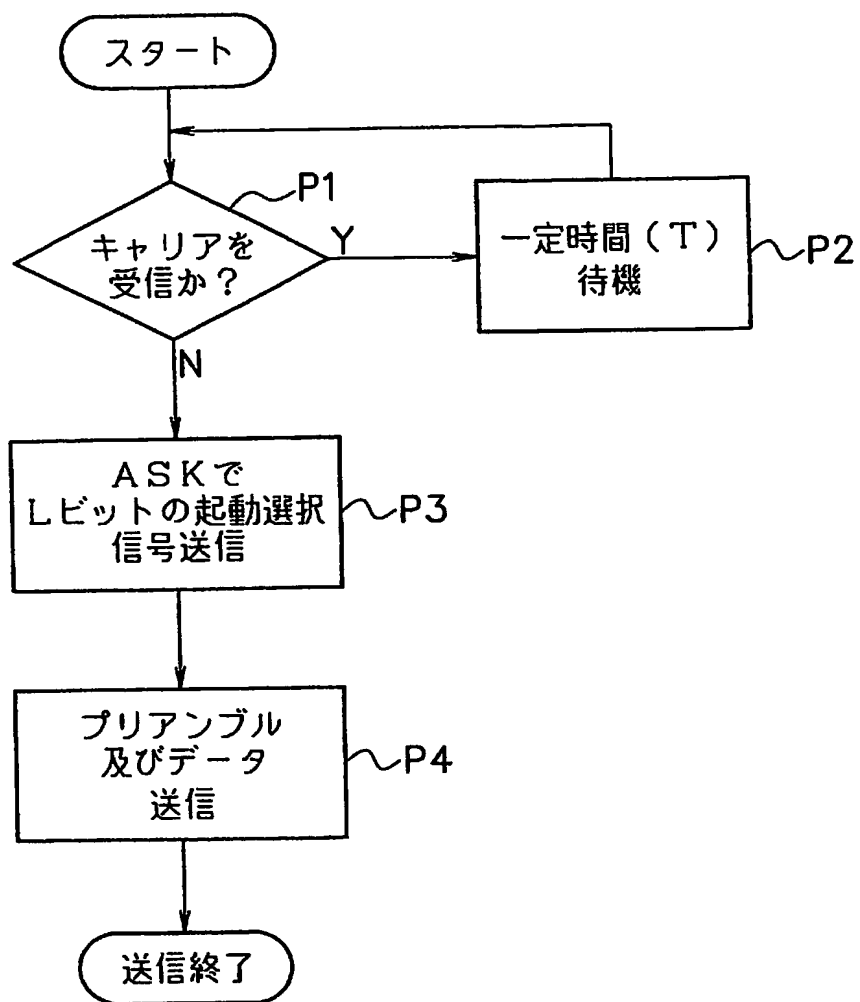 スタート
P1
キャリアを
受信か？
Y
一定時間（T）
待機
P2
N
ASKで
Lビットの起動選択
信号送信
P3
プリアンブル
及びデータ
送信
P4
送信終了